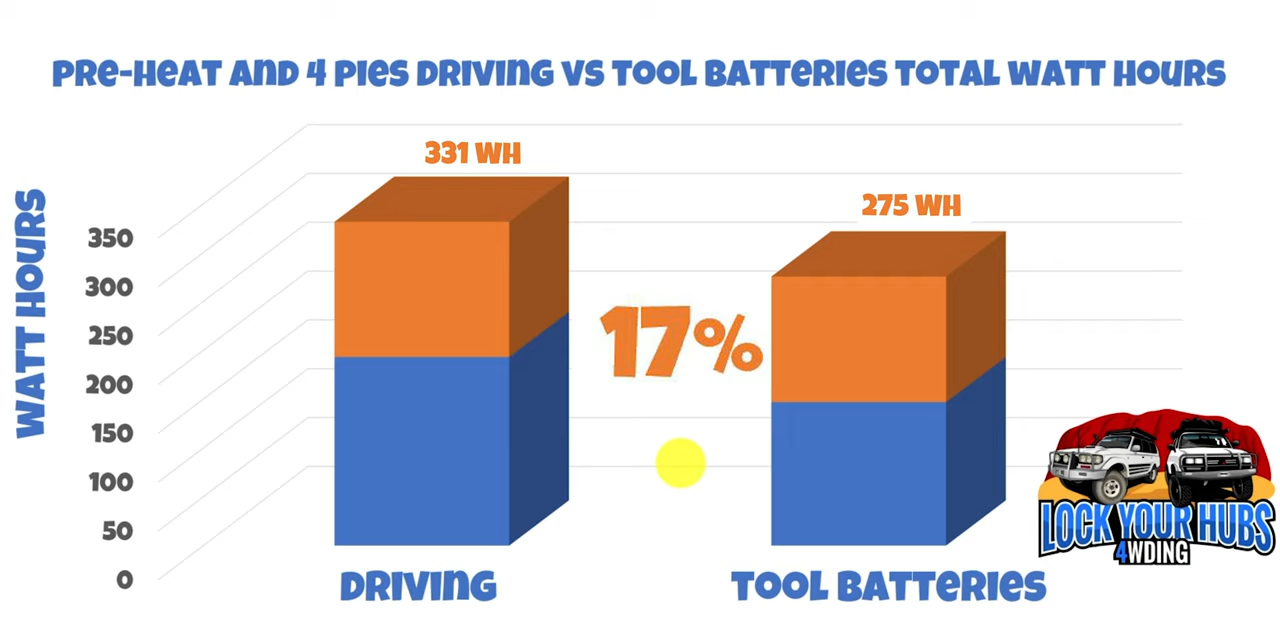 PRE-HEAT AND 4 PIES DRIVING VS TOOL BATTERIES TOTAL WATT HOURS
WATT HOURS
350
300
250
200
150
100
50
0
331 WH
275 WH
17%
DRIVING
TOOL BATTERIES
LOCK YOUR HUBS
4WDING